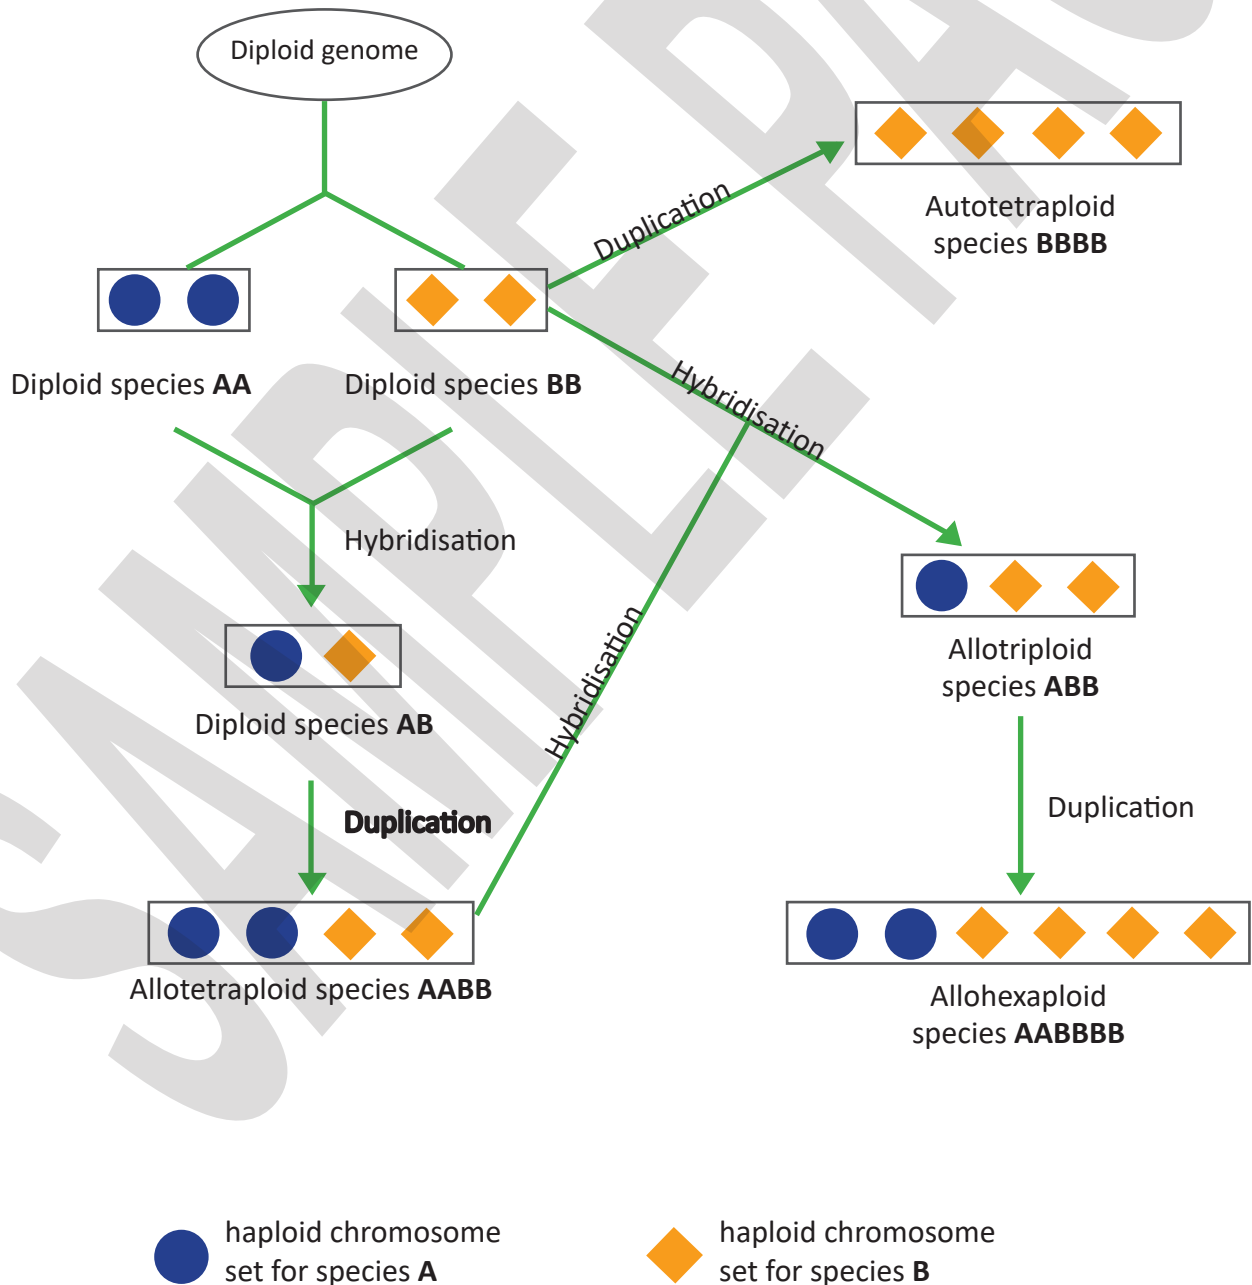 Diploid genome
Duplication
Autotetraploid
species BBBB
Diploid species AA
Diploid species BB
Hybridisation
Hybridisation
Hybridisation
Diploid species AB
Allotriploid
species ABB
Duplication
Duplication
Allotetraploid species AABB
Allohexaploid
species AABBBB
haploid chromosome
set for species A
haploid chromosome
set for species B